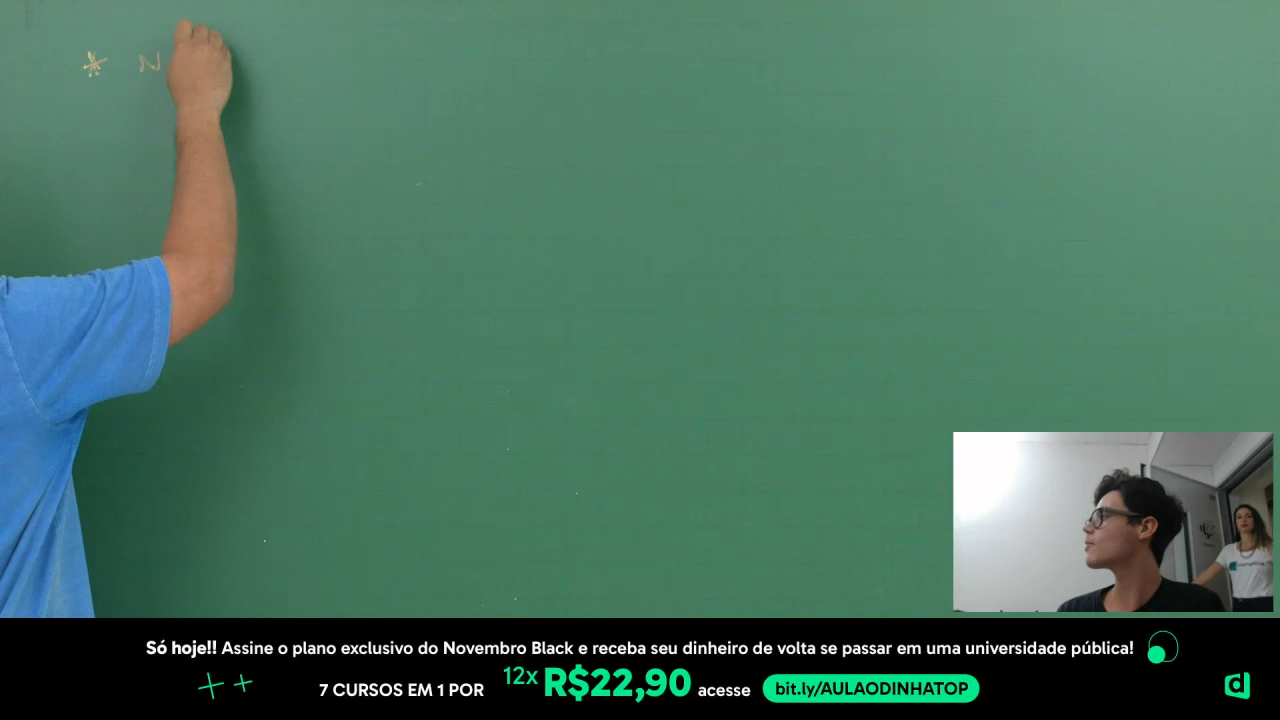 * N
Só hoje!! Assine o plano exclusivo do Novembro Black e receba seu dinheiro de volta se passar em uma universidade pública!
7 CURSOS EM 1 POR 12x R$22,90 acesse bit.ly/AULAODINHATOP
d